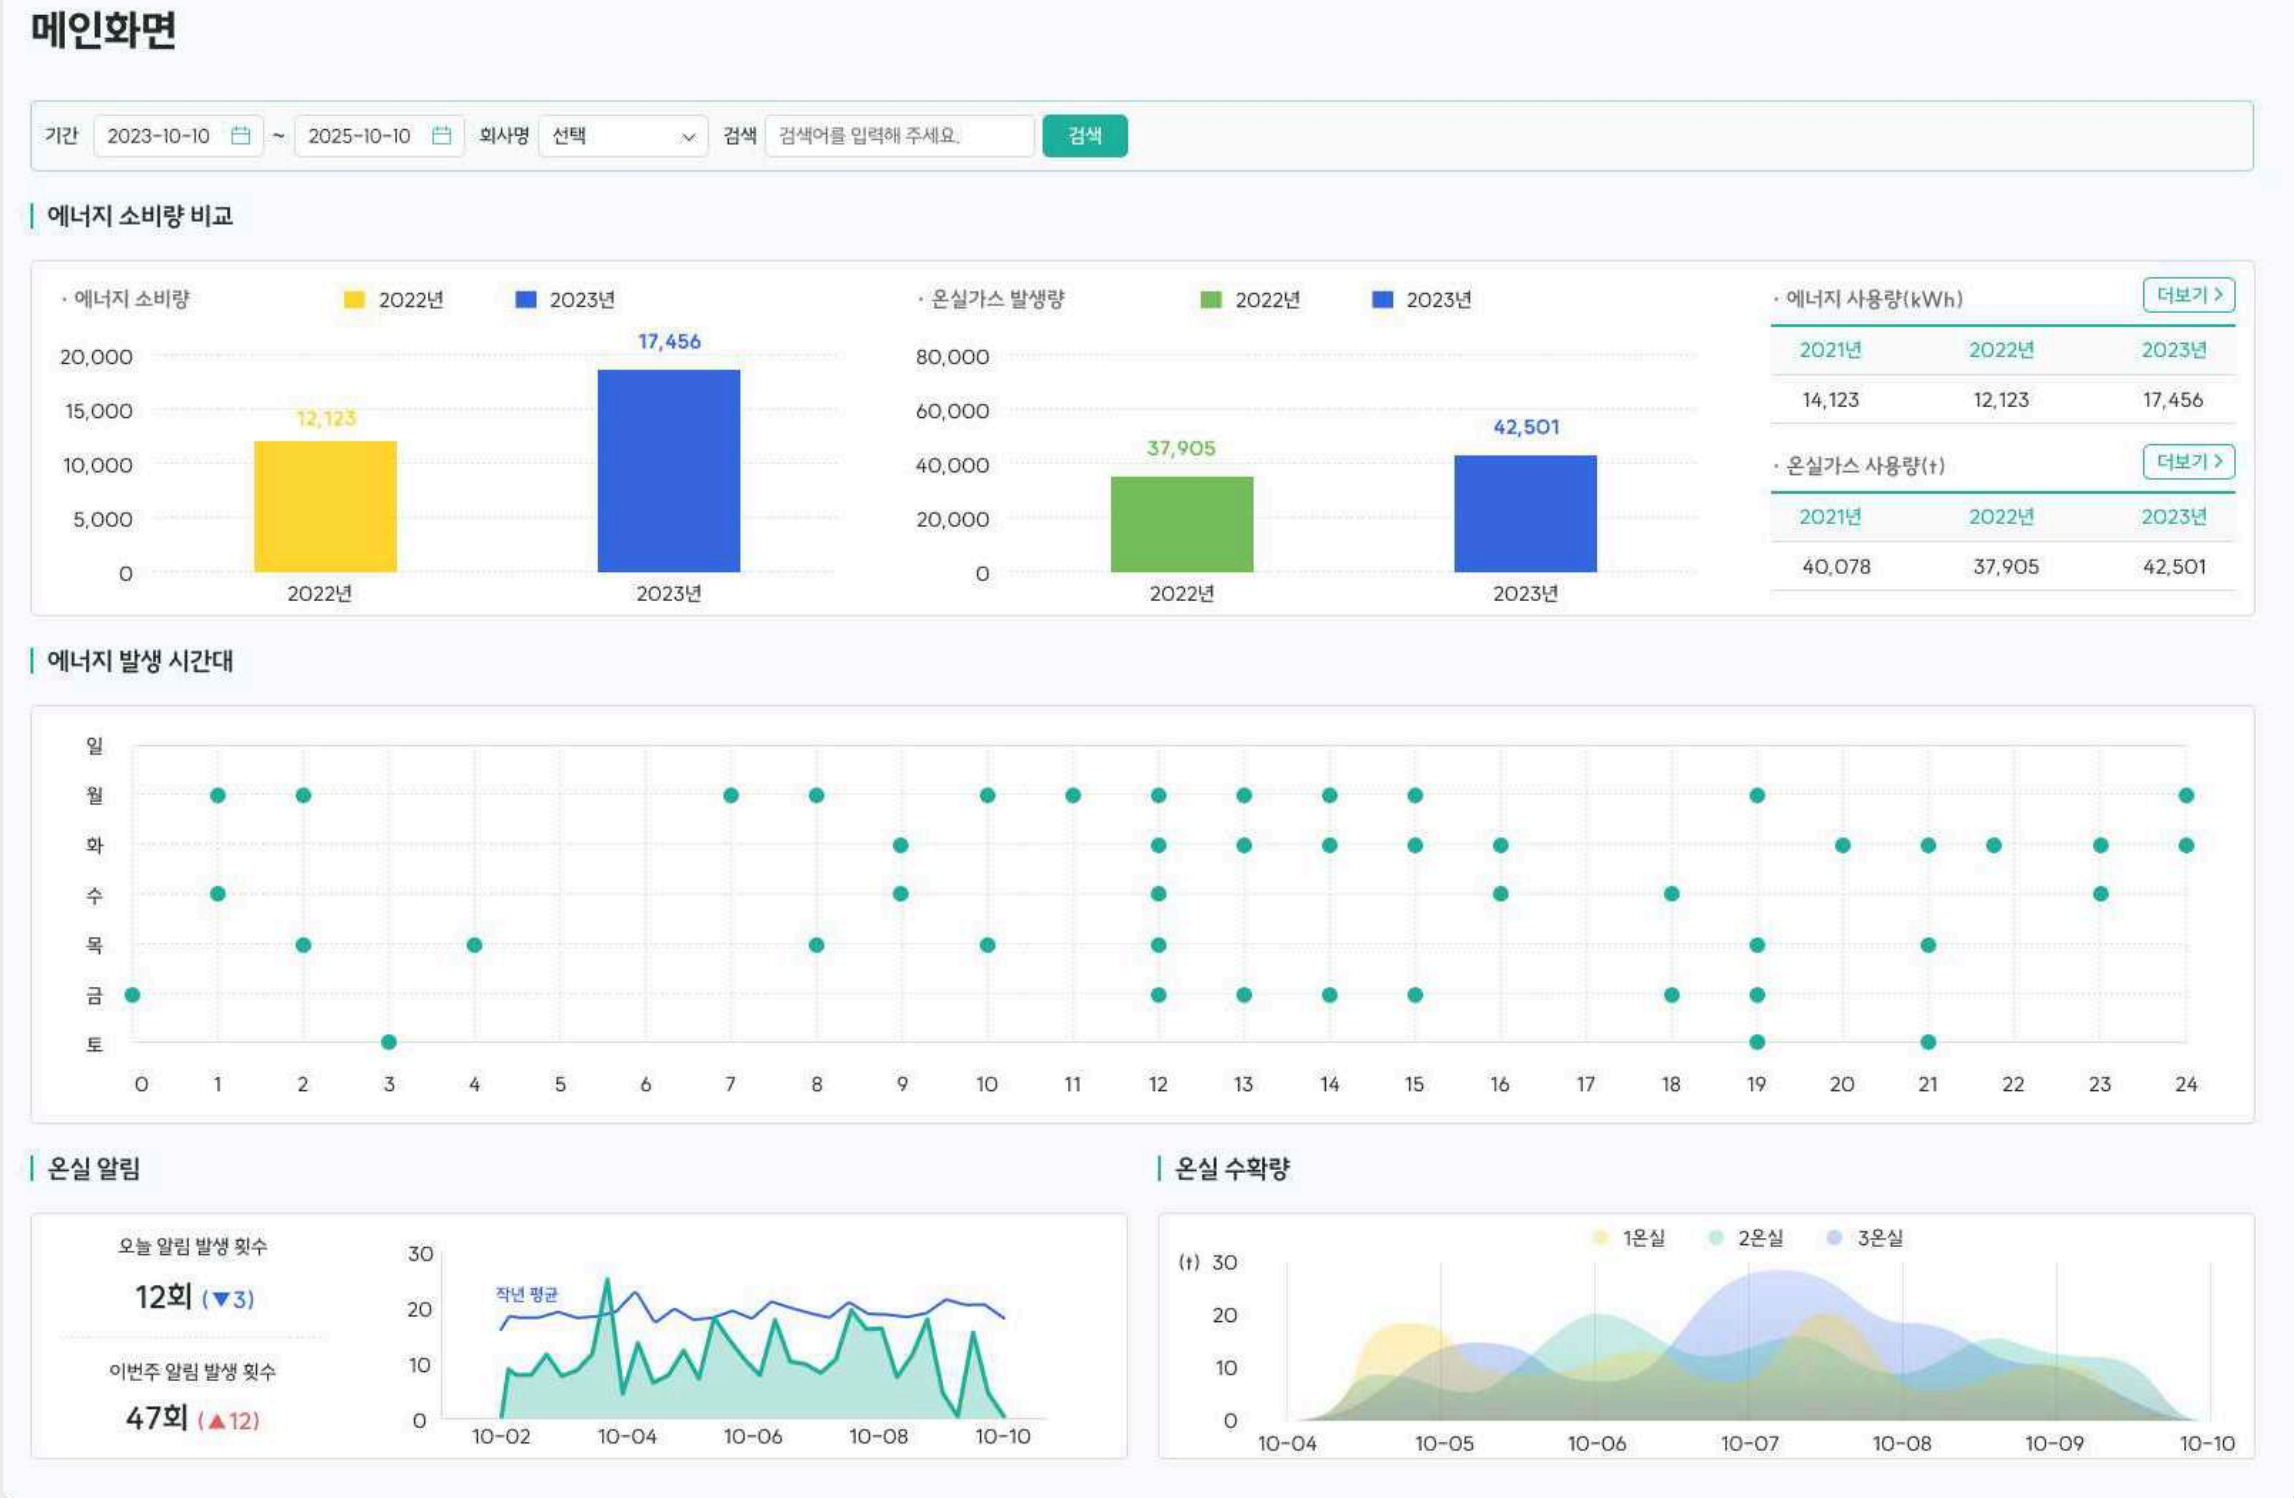 메인화면
기간 2023-10-10 ~ 2025-10-10 회사명 선택 검색 검색어를 입력해 주세요. 검색
에너지 소비량 비교
· 에너지 소비량 2022년 2023년
20,000
15,000
10,000
5,000
0
12,123
17,456
2022년 2023년
· 온실가스 발생량 2022년 2023년
80,000
60,000
40,000
20,000
0
37,905
42,501
2022년 2023년
· 에너지 사용량(kWh) 더보기 >
2021년 2022년 2023년
14,123 12,123 17,456
· 온실가스 사용량(t) 더보기 >
2021년 2022년 2023년
40,078 37,905 42,501
에너지 발생 시간대
일
월
화
수
목
금
토
0 1 2 3 4 5 6 7 8 9 10 11 12 13 14 15 16 17 18 19 20 21 22 23 24
온실 알림
오늘 알림 발생 횟수
12회 (▼3)
이번주 알림 발생 횟수
47회 (▲12)
30
20
10
0
작년 평균
10-02 10-04 10-06 10-08 10-10
온실 수확량
1온실 2온실 3온실
(t) 30
20
10
0
10-04 10-05 10-06 10-07 10-08 10-09 10-10